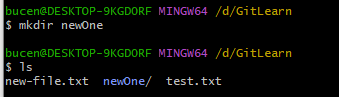 bucen@DESKTOP-9KGDORF MINGW64 /d/GitLearn
$ mkdir newOne
bucen@DESKTOP-9KGDORF MINGW64 /d/GitLearn
$ ls
new-file.txt newOne/ test.txt